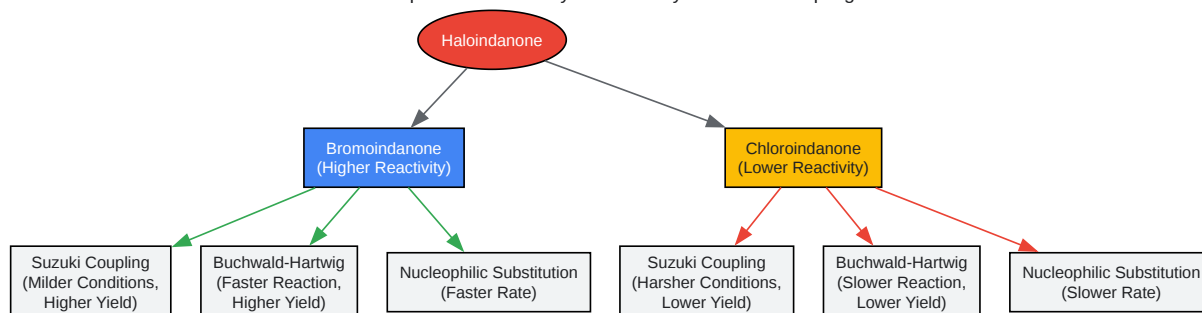 Haloindanone
Bromoindanone
(Higher Reactivity)
Chloroindanone
(Lower Reactivity)
Suzuki Coupling
(Milder Conditions,
Higher Yield)
Buchwald-Hartwig
(Faster Reaction,
Higher Yield)
Nucleophilic Substitution
(Faster Rate)
Suzuki Coupling
(Harsher Conditions,
Lower Yield)
Buchwald-Hartwig
(Slower Reaction,
Lower Yield)
Nucleophilic Substitution
(Slower Rate)